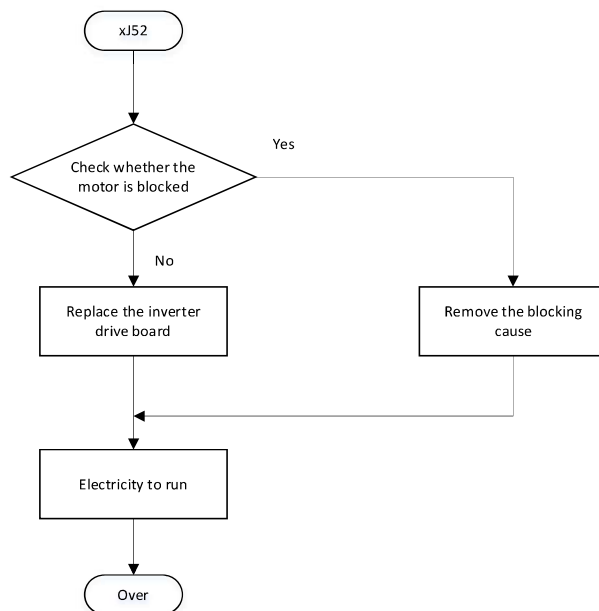 xJ52
Yes
Check whether the
motor is blocked
No
Replace the inverter
drive board
Remove the blocking
cause
Electricity to run
Over